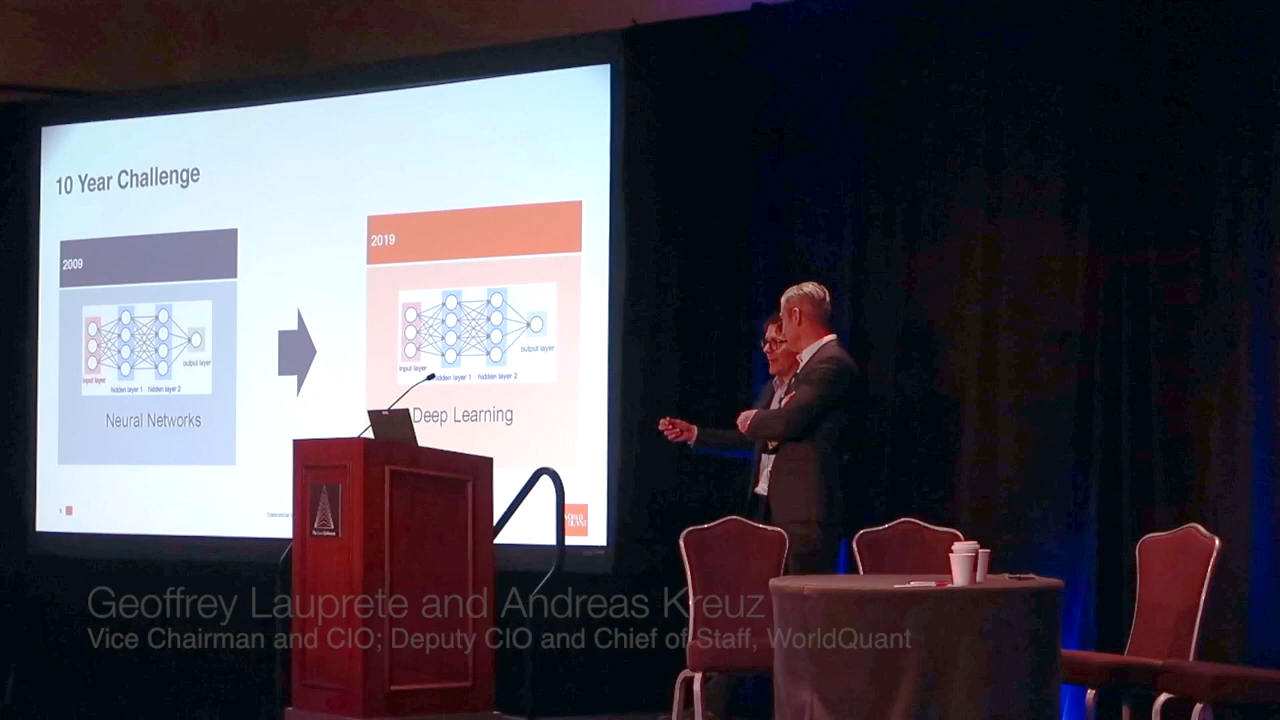 10 Year Challenge
2009
input layer
hidden layer 1 hidden layer 2
output layer
Neural Networks
2019
input layer
hidden layer 1 hidden layer 2
output layer
Deep Learning
WORLD
QUANT
Geoffrey Lauprete and Andreas Kreuz
Vice Chairman and CIO; Deputy CIO and Chief of Staff, WorldQuant